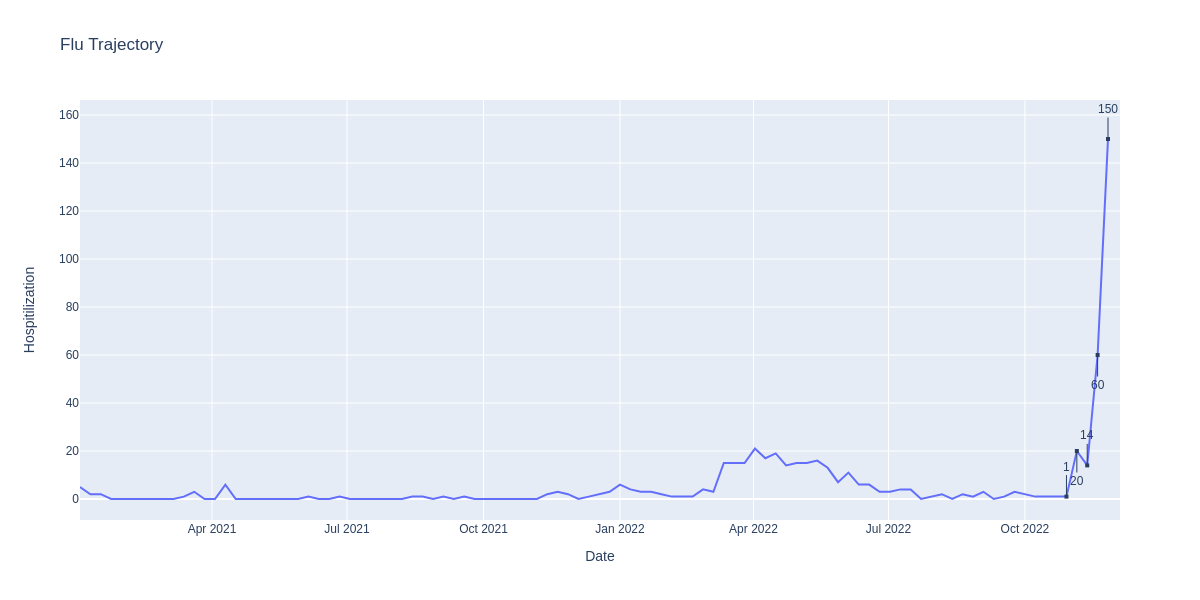 Flu Trajectory
160
140
120
100
80
60
40
20
0
Hospitilization
150
60
14
1
20
Apr 2021
Jul 2021
Oct 2021
Jan 2022
Apr 2022
Jul 2022
Oct 2022
Date